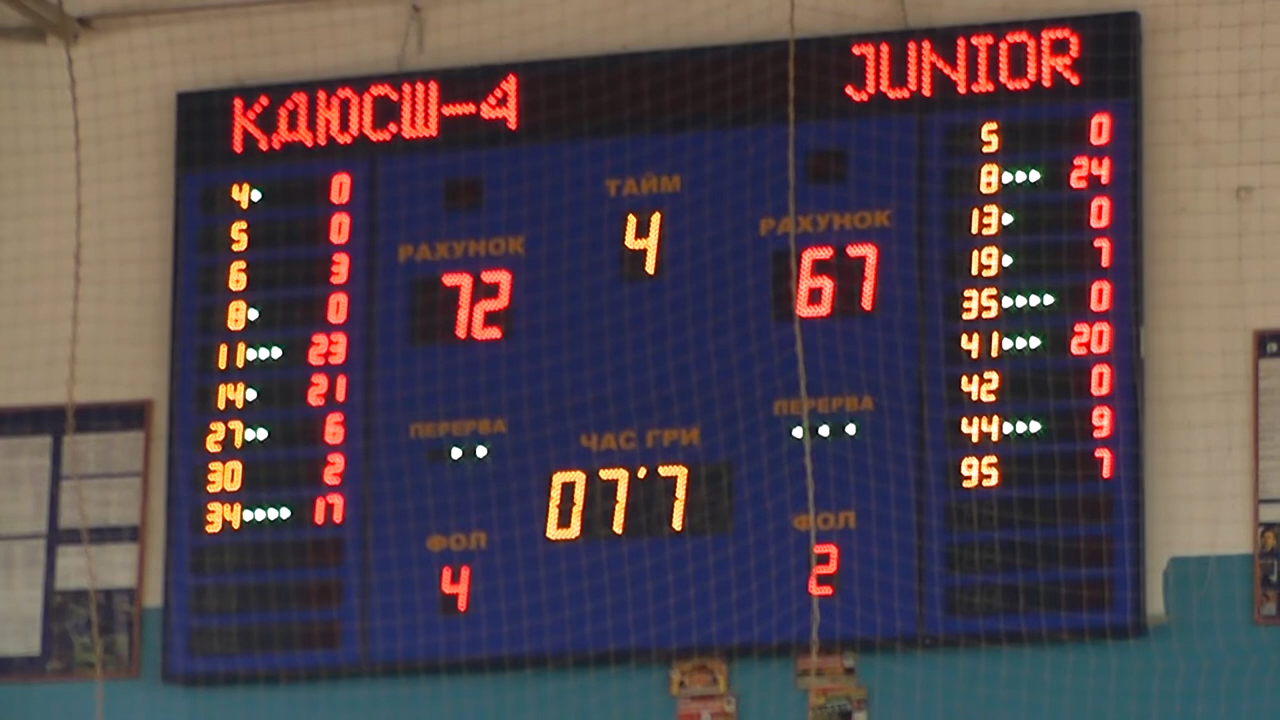 КДЮСШ-4 JUNIOR
4 0
5 0
6 3
8 0
11 23
14 21
27 6
30 2
34 17
ТАЙМ
4
РАХУНОК
72
РАХУНОК
67
ПЕРЕРВА
ПЕРЕРВА
ЧАС ГРИ
07'7
ФОЛ
4
ФОЛ
2
5 0
8 24
13 0
19 7
35 0
41 20
42 0
44 9
95 7